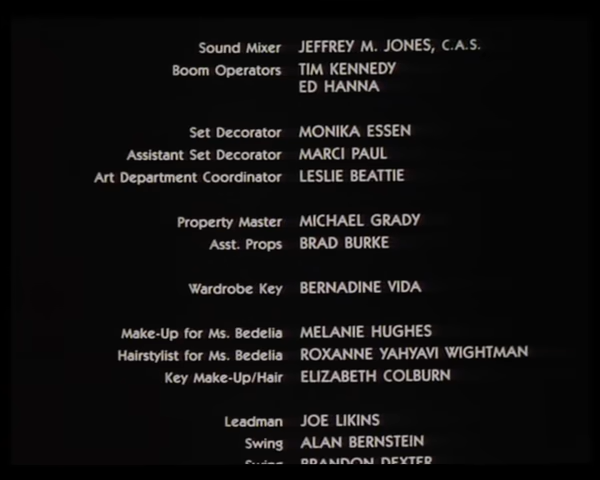 Sound Mixer JEFFREY M. JONES, C.A.S.
Boom Operators TIM KENNEDY
ED HANNA
Set Decorator MONIKA ESSEN
Assistant Set Decorator MARCI PAUL
Art Department Coordinator LESLIE BEATTIE
Property Master MICHAEL GRADY
Asst. Props BRAD BURKE
Wardrobe Key BERNADINE VIDA
Make-Up for Ms. Bedelia MELANIE HUGHES
Hairstylist for Ms. Bedelia ROXANNE YAHYAVI WIGHTMAN
Key Make-Up/Hair ELIZABETH COLBURN
Leadman JOE LIKINS
Swing ALAN BERNSTEIN
Swing BRANDON DEXTER